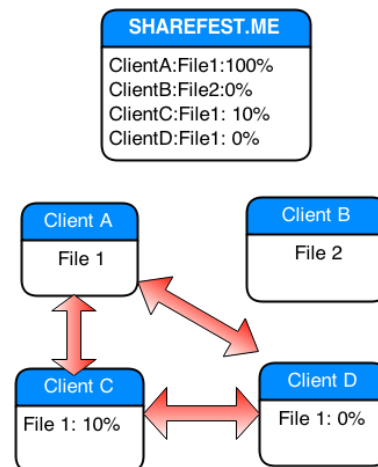 SHAREFEST.ME
ClientA:File1:100%
ClientB:File2:0%
ClientC:File1: 10%
ClientD:File1: 0%
Client A
File 1
Client B
File 2
Client C
File 1: 10%
Client D
File 1: 0%